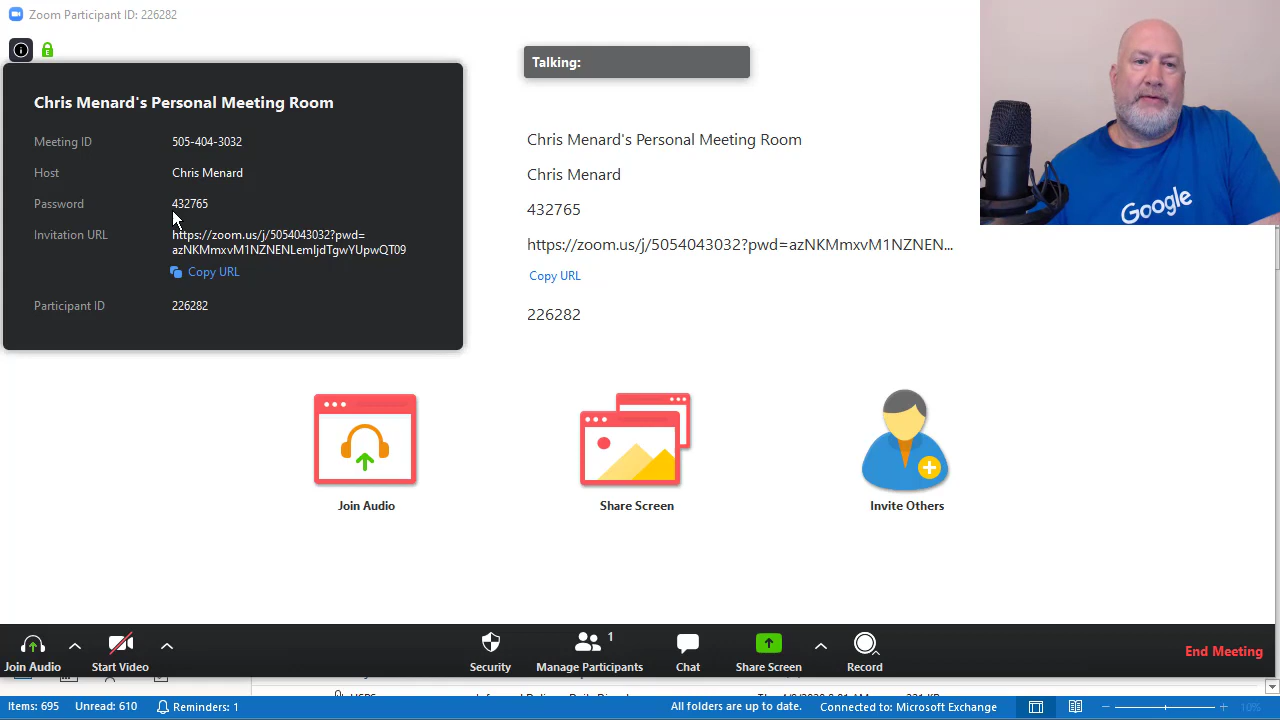 Zoom Participant ID: 226282
Chris Menard's Personal Meeting Room
Meeting ID 505-404-3032
Host Chris Menard
Password 432765
Invitation URL https://zoom.us/j/5054043032?pwd=
azNKMmxvM1NZNENLemIjdTgwYUpwQT09
Copy URL
Participant ID 226282
Talking:
Chris Menard's Personal Meeting Room
Chris Menard
432765
https://zoom.us/j/5054043032?pwd=azNKMmxvM1NZNEN...
Copy URL
226282
Google
Join Audio
Share Screen
Invite Others
Join Audio
Start Video
Security
1
Manage Participants
Chat
Share Screen
Record
End Meeting
Items: 695
Unread: 610
Reminders: 1
All folders are up to date.
Connected to: Microsoft Exchange
10%